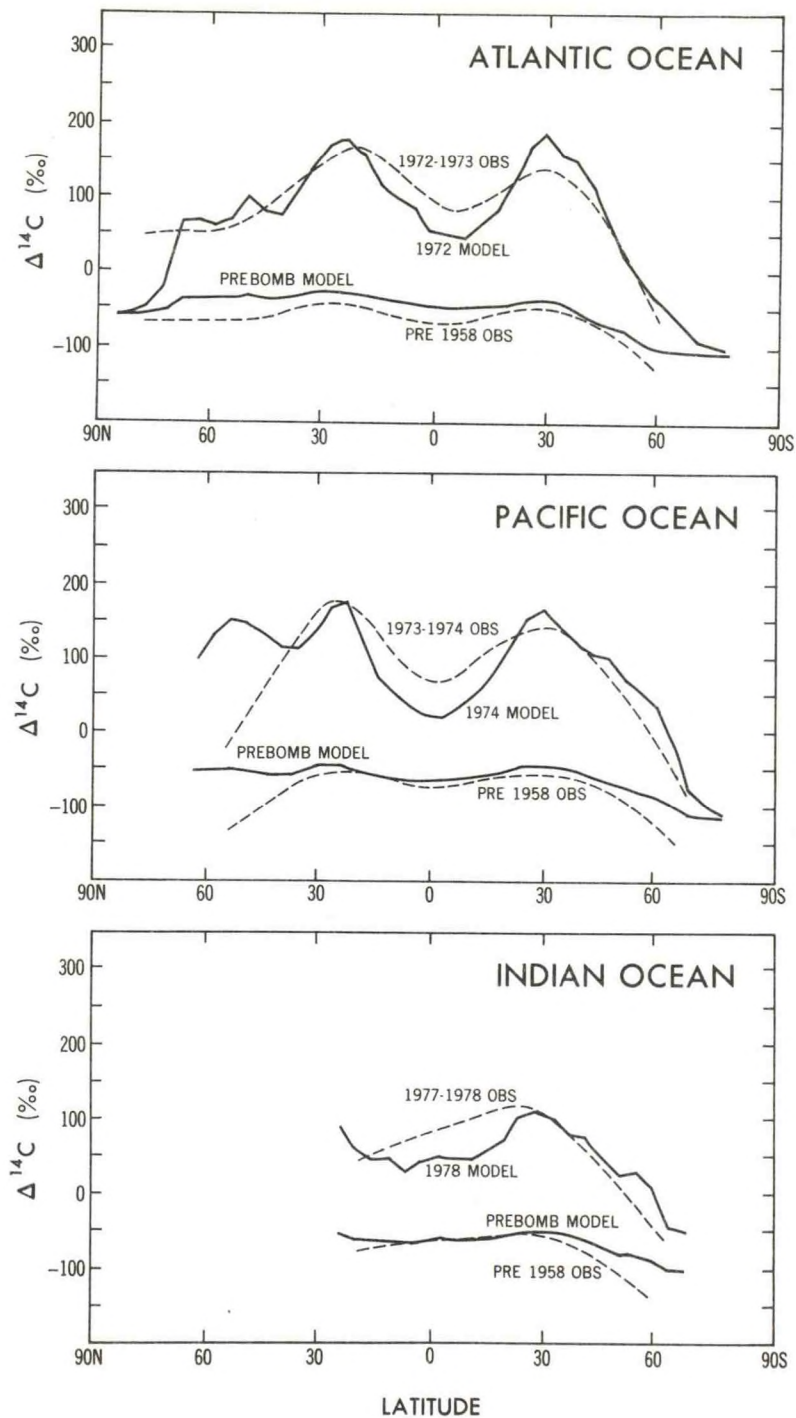 ATLANTIC OCEAN
300
200
100
0
-100
Δ14C (‰)
1972-1973 OBS
1972 MODEL
PREBOMB MODEL
PRE 1958 OBS
90N 60 30 0 30 60 90S
PACIFIC OCEAN
300
200
100
0
-100
Δ14C (‰)
1973-1974 OBS
1974 MODEL
PREBOMB MODEL
PRE 1958 OBS
90N 60 30 0 30 60 90S
INDIAN OCEAN
300
200
100
0
-100
Δ14C (‰)
1977-1978 OBS
1978 MODEL
PREBOMB MODEL
PRE 1958 OBS
90N 60 30 0 30 60 90S
LATITUDE